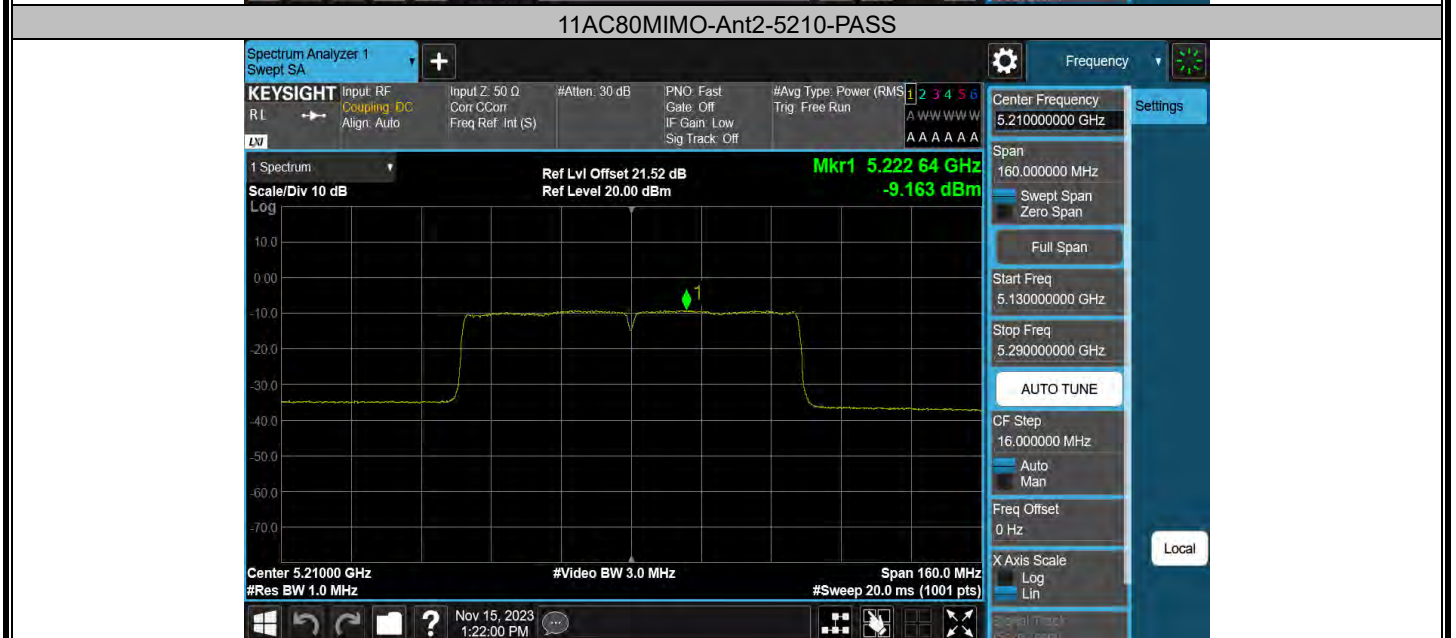 11AC80MIMO-Ant2-5210-PASS
Spectrum Analyzer 1
Swept SA
Frequency
KEYSIGHT
RL
LXI
Input: RF
Coupling: DC
Align: Auto
Input Z: 50 Ω
Corr CCorr
Freq Ref: Int (S)
#Atten: 30 dB
PNO: Fast
Gate: Off
IF Gain: Low
Sig Track: Off
#Avg Type: Power (RMS
Trig: Free Run
1 2 3 4 5 6
A W W W W W
A A A A A A
1 Spectrum
Scale/Div 10 dB
Log
Ref Lvl Offset 21.52 dB
Ref Level 20.00 dBm
Mkr1 5.222 64 GHz
-9.163 dBm
10.0
0.00
-10.0
-20.0
-30.0
-40.0
-50.0
-60.0
-70.0
1
Center 5.21000 GHz
#Res BW 1.0 MHz
#Video BW 3.0 MHz
Span 160.0 MHz
#Sweep 20.0 ms (1001 pts)
Center Frequency
5.210000000 GHz
Settings
Span
160.000000 MHz
Swept Span
Zero Span
Full Span
Start Freq
5.130000000 GHz
Stop Freq
5.290000000 GHz
AUTO TUNE
CF Step
16.000000 MHz
Auto
Man
Freq Offset
0 Hz
X Axis Scale
Log
Lin
Signal Track
Local
?
Nov 15, 2023
1:22:00 PM